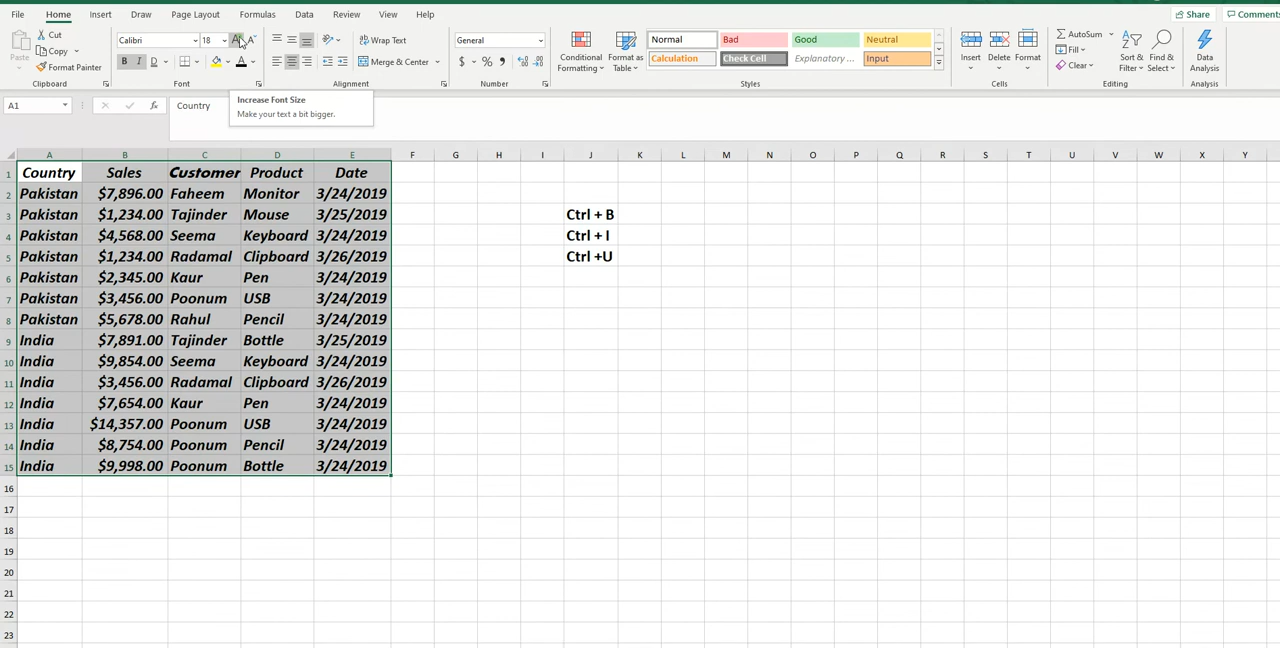 File Home Insert Draw Page Layout Formulas Data Review View Help Share Comments
Cut
Copy
Format Painter
Paste
Clipboard
Calibri 18 A A
B I D A
Font
Increase Font Size
Make your text a bit bigger.
Wrap Text
Merge & Center
Alignment
General
$ % 9
Number
Conditional Formatting
Format as Table
Normal Bad Good Neutral
Calculation Check Cell Explanatory ... Input
Styles
Insert Delete Format
Cells
AutoSum
Fill
Clear
Sort & Filter
Find & Select
Editing
Data Analysis
Analysis
A1 fx Country
A B C D E F G H I J K L M N O P Q R S T U V W X Y
1 Country Sales Customer Product Date
2 Pakistan $7,896.00 Faheem Monitor 3/24/2019
3 Pakistan $1,234.00 Tajinder Mouse 3/25/2019 Ctrl + B
4 Pakistan $4,568.00 Seema Keyboard 3/24/2019 Ctrl + I
5 Pakistan $1,234.00 Radamal Clipboard 3/26/2019 Ctrl +U
6 Pakistan $2,345.00 Kaur Pen 3/24/2019
7 Pakistan $3,456.00 Poonum USB 3/24/2019
8 Pakistan $5,678.00 Rahul Pencil 3/24/2019
9 India $7,891.00 Tajinder Bottle 3/25/2019
10 India $9,854.00 Seema Keyboard 3/24/2019
11 India $3,456.00 Radamal Clipboard 3/26/2019
12 India $7,654.00 Kaur Pen 3/24/2019
13 India $14,357.00 Poonum USB 3/24/2019
14 India $8,754.00 Poonum Pencil 3/24/2019
15 India $9,998.00 Poonum Bottle 3/24/2019
16
17
18
19
20
21
22
23